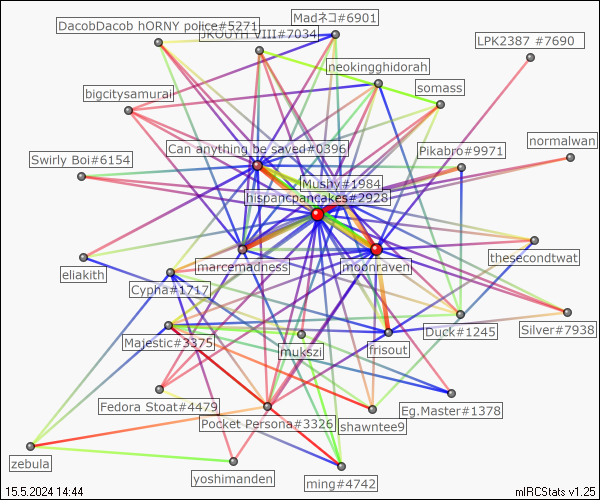 Madネコ#6901
DacobDacob hORNY police#5271
JKOUTH VIII#7034
LPK2387 #7690
neokingghidorah
somass
bigcitysamurai
normalwan
Can anything be saved#0396
Pikabro#9971
Swirly Boi#6154
Mushy#1984
hispancpancakes#2928
thesecondtwat
marcemadness
moonraven
eliakith
Cypha#1717
Duck#1245
Silver#7938
Majestic#3375
mukszi
frisout
Fedora Stoat#4479
Eg.Master#1378
Pocket Persona#3326
shawntee9
zebula
yoshimanden
ming#4742
15.5.2024 14:44
mIRCStats v1.25